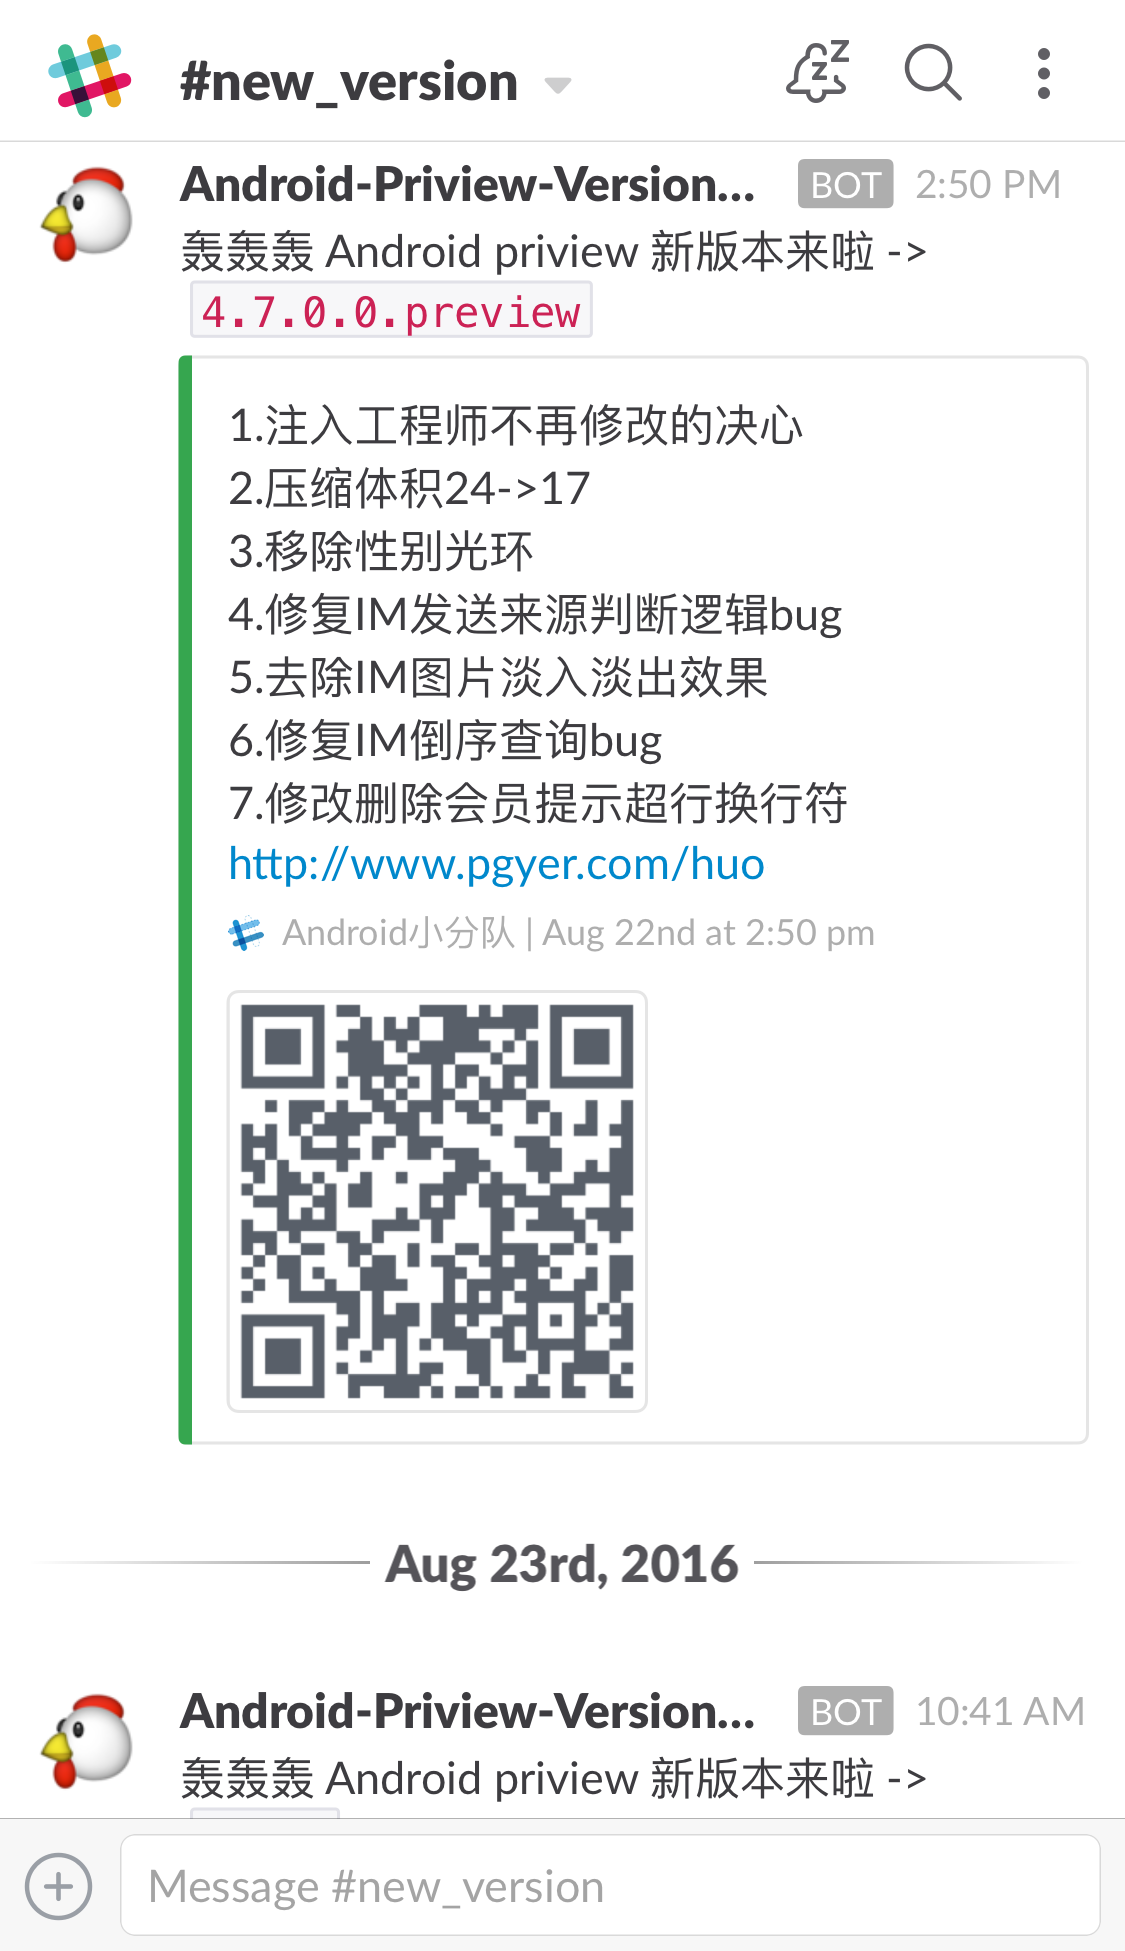 #new_version
Android-Priview-Version... BOT 2:50 PM
轰轰轰 Android priview 新版本来啦 ->
4.7.0.0.preview
1.注入工程师不再修改的决心
2.压缩体积24->17
3.移除性别光环
4.修复IM发送来源判断逻辑bug
5.去除IM图片淡入淡出效果
6.修复IM倒序查询bug
7.修改删除会员提示超行换行符
http://www.pgyer.com/huo
Android小分队 | Aug 22nd at 2:50 pm
Aug 23rd, 2016
Android-Priview-Version... BOT 10:41 AM
轰轰轰 Android priview 新版本来啦 ->
Message #new_version